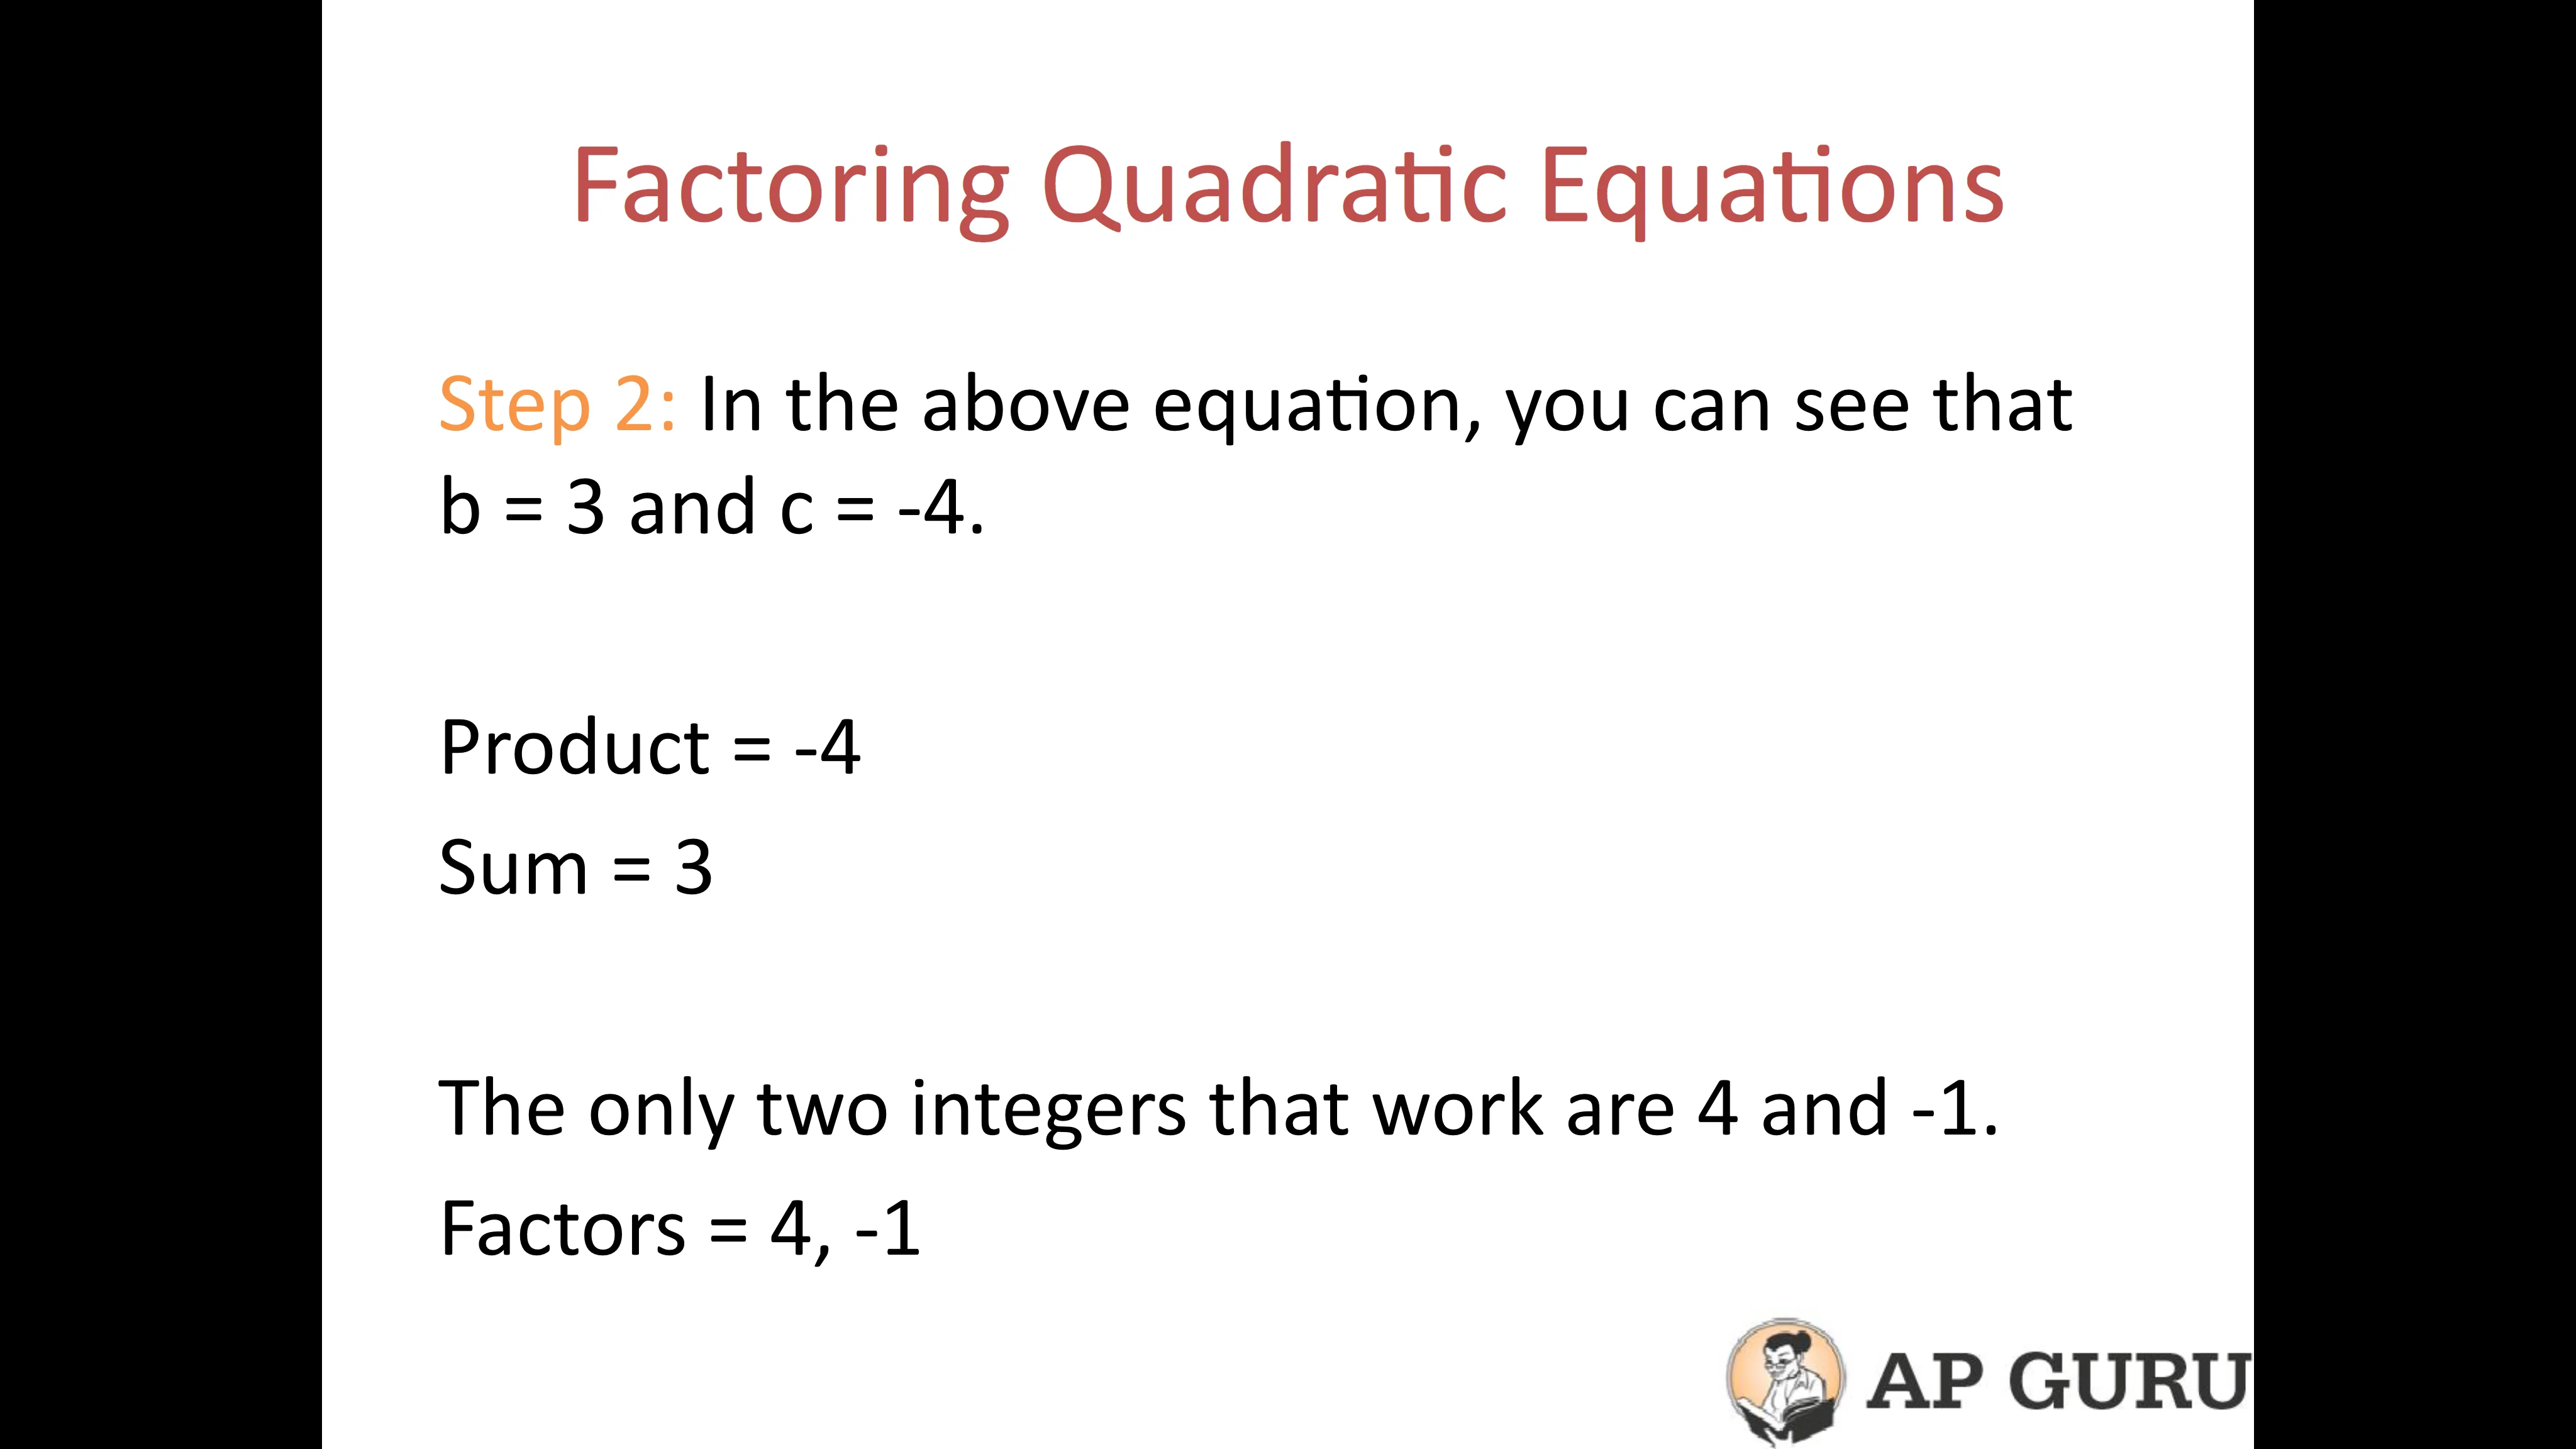 Factoring Quadratic Equations
Step 2: In the above equation, you can see that
b = 3 and c = -4.
Product = -4
Sum = 3
The only two integers that work are 4 and -1.
Factors = 4, -1
AP GURU